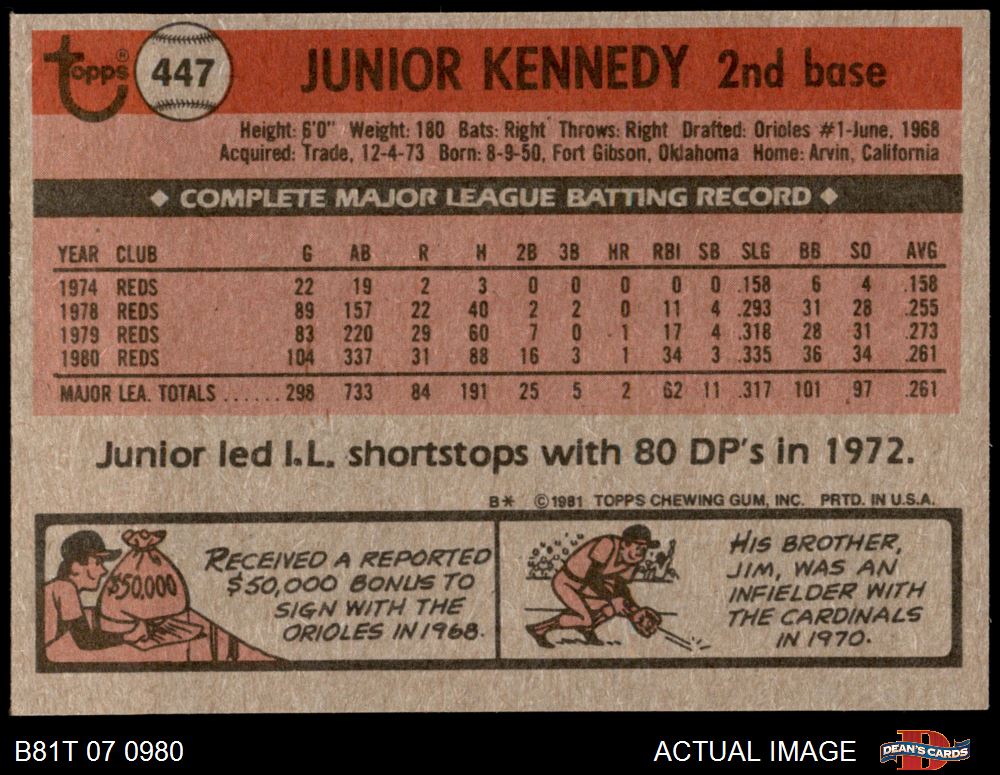 Topps®
447
JUNIOR KENNEDY 2nd base
Height: 6'0" Weight: 180 Bats: Right Throws: Right Drafted: Orioles #1-June, 1968
Acquired: Trade, 12-4-73 Born: 8-9-50, Fort Gibson, Oklahoma Home: Arvin, California
◆ COMPLETE MAJOR LEAGUE BATTING RECORD ◆
YEAR CLUB G AB R H 2B 3B HR RBI SB SLG BB SO AVG
1974 REDS 22 19 2 3 0 0 0 0 0 .158 6 4 .158
1978 REDS 89 157 22 40 2 2 0 11 4 .293 31 28 .255
1979 REDS 83 220 29 60 7 0 1 17 4 .318 28 31 .273
1980 REDS 104 337 31 88 16 3 1 34 3 .335 36 34 .261
MAJOR LEA. TOTALS ...... 298 733 84 191 25 5 2 62 11 .317 101 97 .261
Junior led I.L. shortstops with 80 DP's in 1972.
B* ©1981 TOPPS CHEWING GUM, INC. PRTD. IN U.S.A.
$50,000
RECEIVED A REPORTED
$50,000 BONUS TO
SIGN WITH THE
ORIOLES IN 1968.
HIS BROTHER,
JIM, WAS AN
INFIELDER WITH
THE CARDINALS
IN 1970.
B81T 07 0980
ACTUAL IMAGE
DEAN'S CARDS